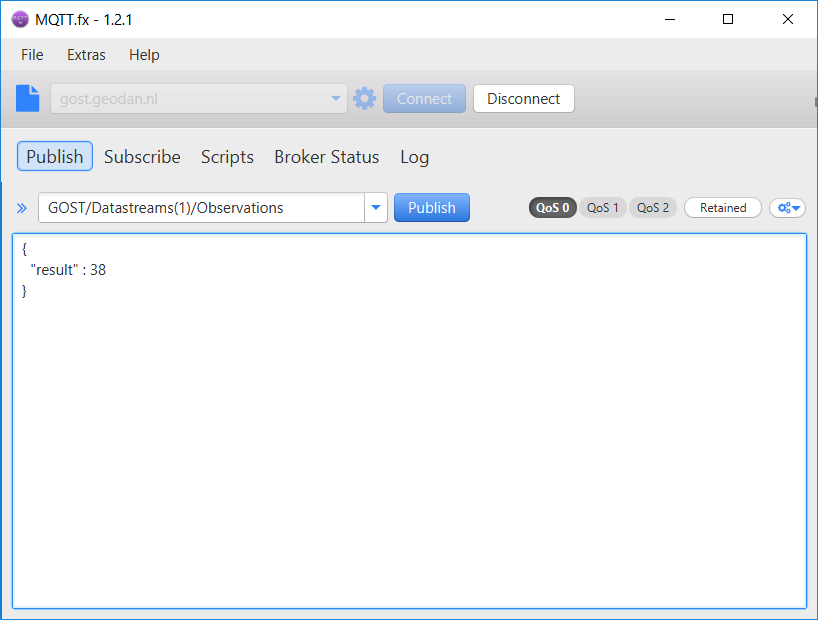 MQTT.fx - 1.2.1
File Extras Help
gost.geodan.nl Connect Disconnect
Publish Subscribe Scripts Broker Status Log
GOST/Datastreams(1)/Observations Publish QoS 0 QoS 1 QoS 2 Retained
{
"result" : 38
}